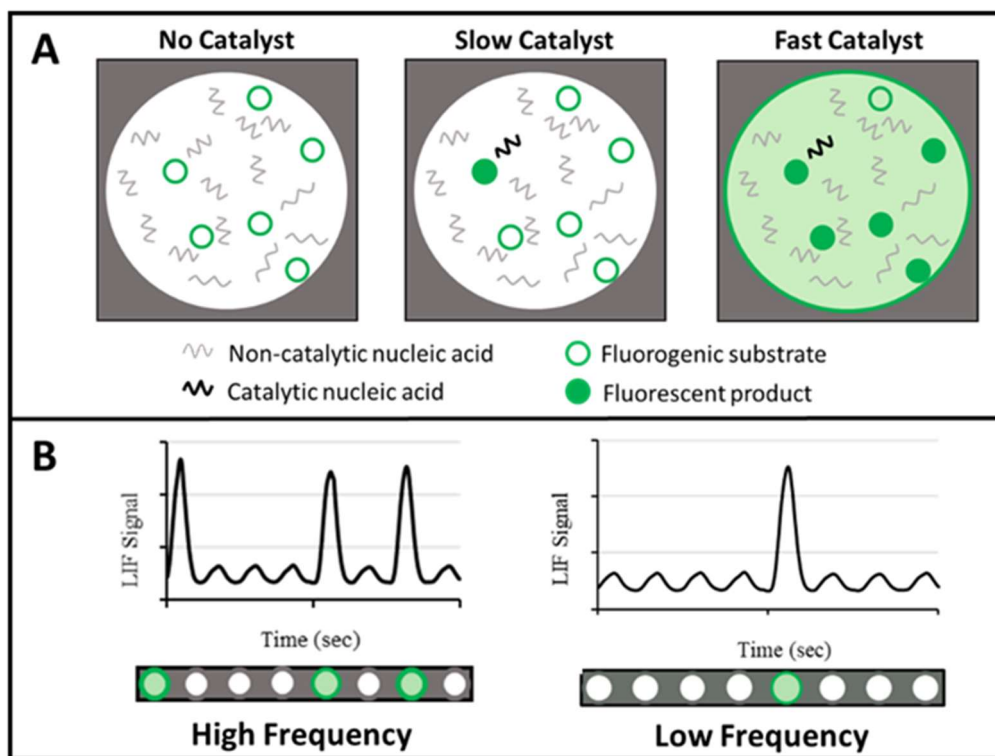 A
No Catalyst
Slow Catalyst
Fast Catalyst
Non-catalytic nucleic acid
Fluorogenic substrate
Catalytic nucleic acid
Fluorescent product
B
LIF Signal
Time (sec)
High Frequency
LIF Signal
Time (sec)
Low Frequency